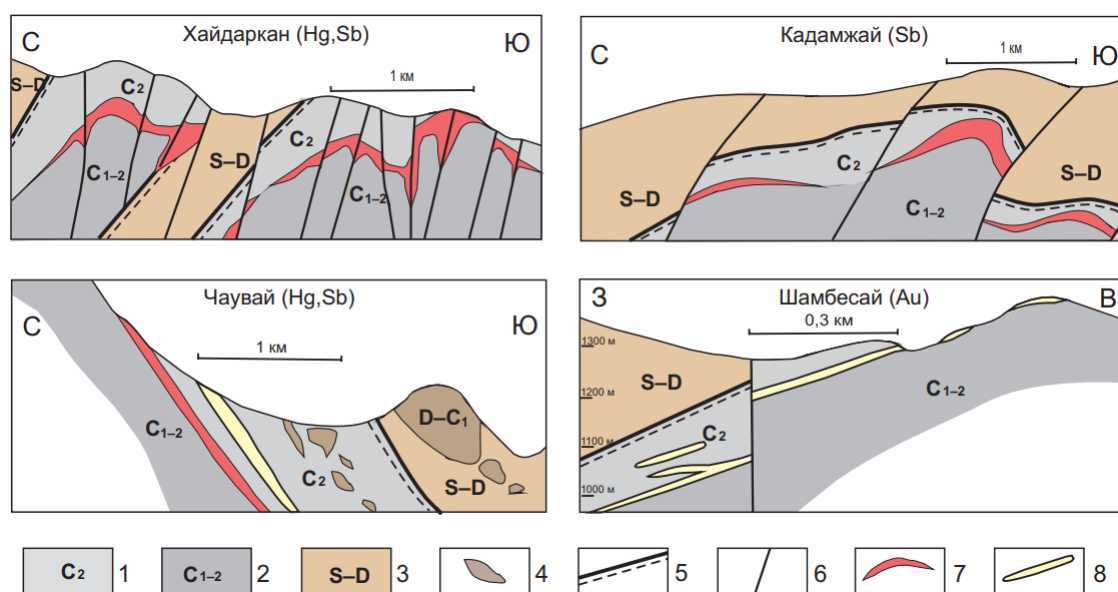 Хайдаркан (Hg,Sb)
С
Ю
1 км
S–D
C2
C1–2
S–D
C2
C1–2
Кадамжай (Sb)
С
Ю
1 км
S–D
C2
C1–2
S–D
Чаувай (Hg,Sb)
С
Ю
1 км
C1–2
C2
D–C1
S–D
Шамбесай (Au)
З
В
0,3 км
1300 м
1200 м
1100 м
1000 м
S–D
C2
C1–2
C2 1
C1–2 2
S–D 3
4
5
6
7
8